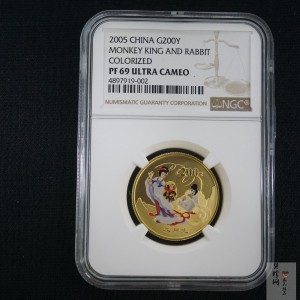 2005 CHINA G200Y
MONKEY KING AND RABBIT
COLORIZED
PF 69 ULTRA CAMEO
4897919-002
NUMISMATIC GUARANTY CORPORATION
NGC